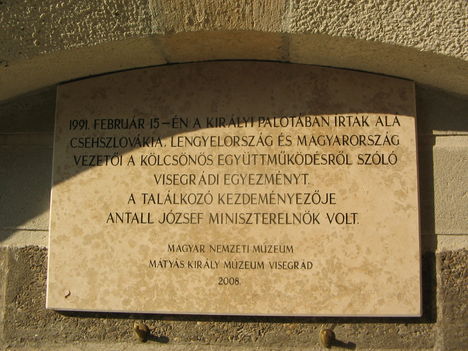 1991. FEBRUÁR 15-ÉN A KIRÁLYI PALOTÁBAN ÍRTÁK ALÁ
CSEHSZLOVÁKIA, LENGYELORSZÁG ÉS MAGYARORSZÁG
VEZETŐI A KÖLCSÖNÖS EGYÜTTMŰKÖDÉSRŐL SZÓLÓ
VISEGRÁDI EGYEZMÉNYT.
A TALÁLKOZÓ KEZDEMÉNYEZŐJE
ANTALL JÓZSEF MINISZTERELNÖK VOLT.
MAGYAR NEMZETI MÚZEUM
MÁTYÁS KIRÁLY MÚZEUM VISEGRÁD
2008.